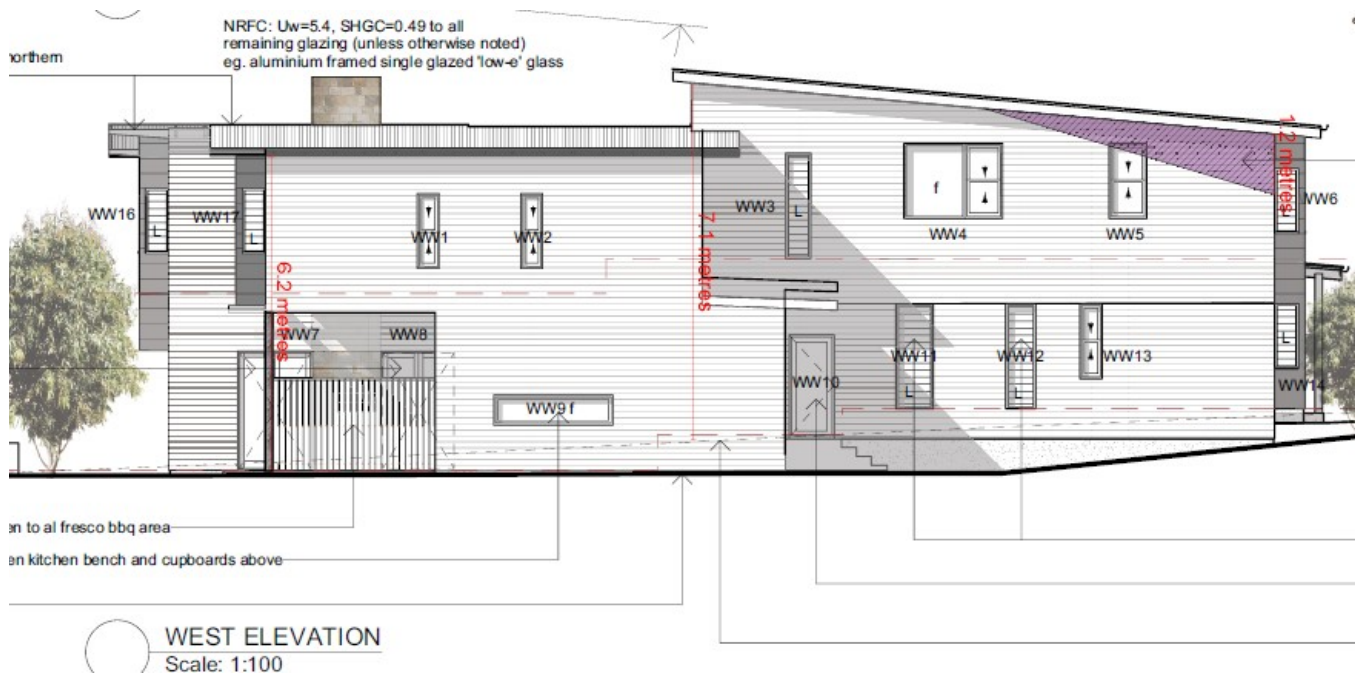 NRFC: Uw=5.4, SHGC=0.49 to all
remaining glazing (unless otherwise noted)
eg. aluminium framed single glazed 'low-e' glass
northern
1.2 metres
f
WW16
WW17
WW1
WW2
WW3
L
WW4
WW5
WW6
L
L
L
7.1 meres
6.2 metres
WW7
WW8
WW9 f
WW10
WW11
L
WW12
L
WW13
L
WW14
en to al fresco bbq area
en kitchen bench and cupboards above
WEST ELEVATION
Scale: 1:100